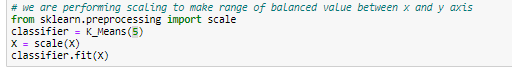 # we are performing scaling to make range of balanced value between x and y axis
from sklearn.preprocessing import scale
classifier = K_Means(5)
X = scale(X)
classifier.fit(X)